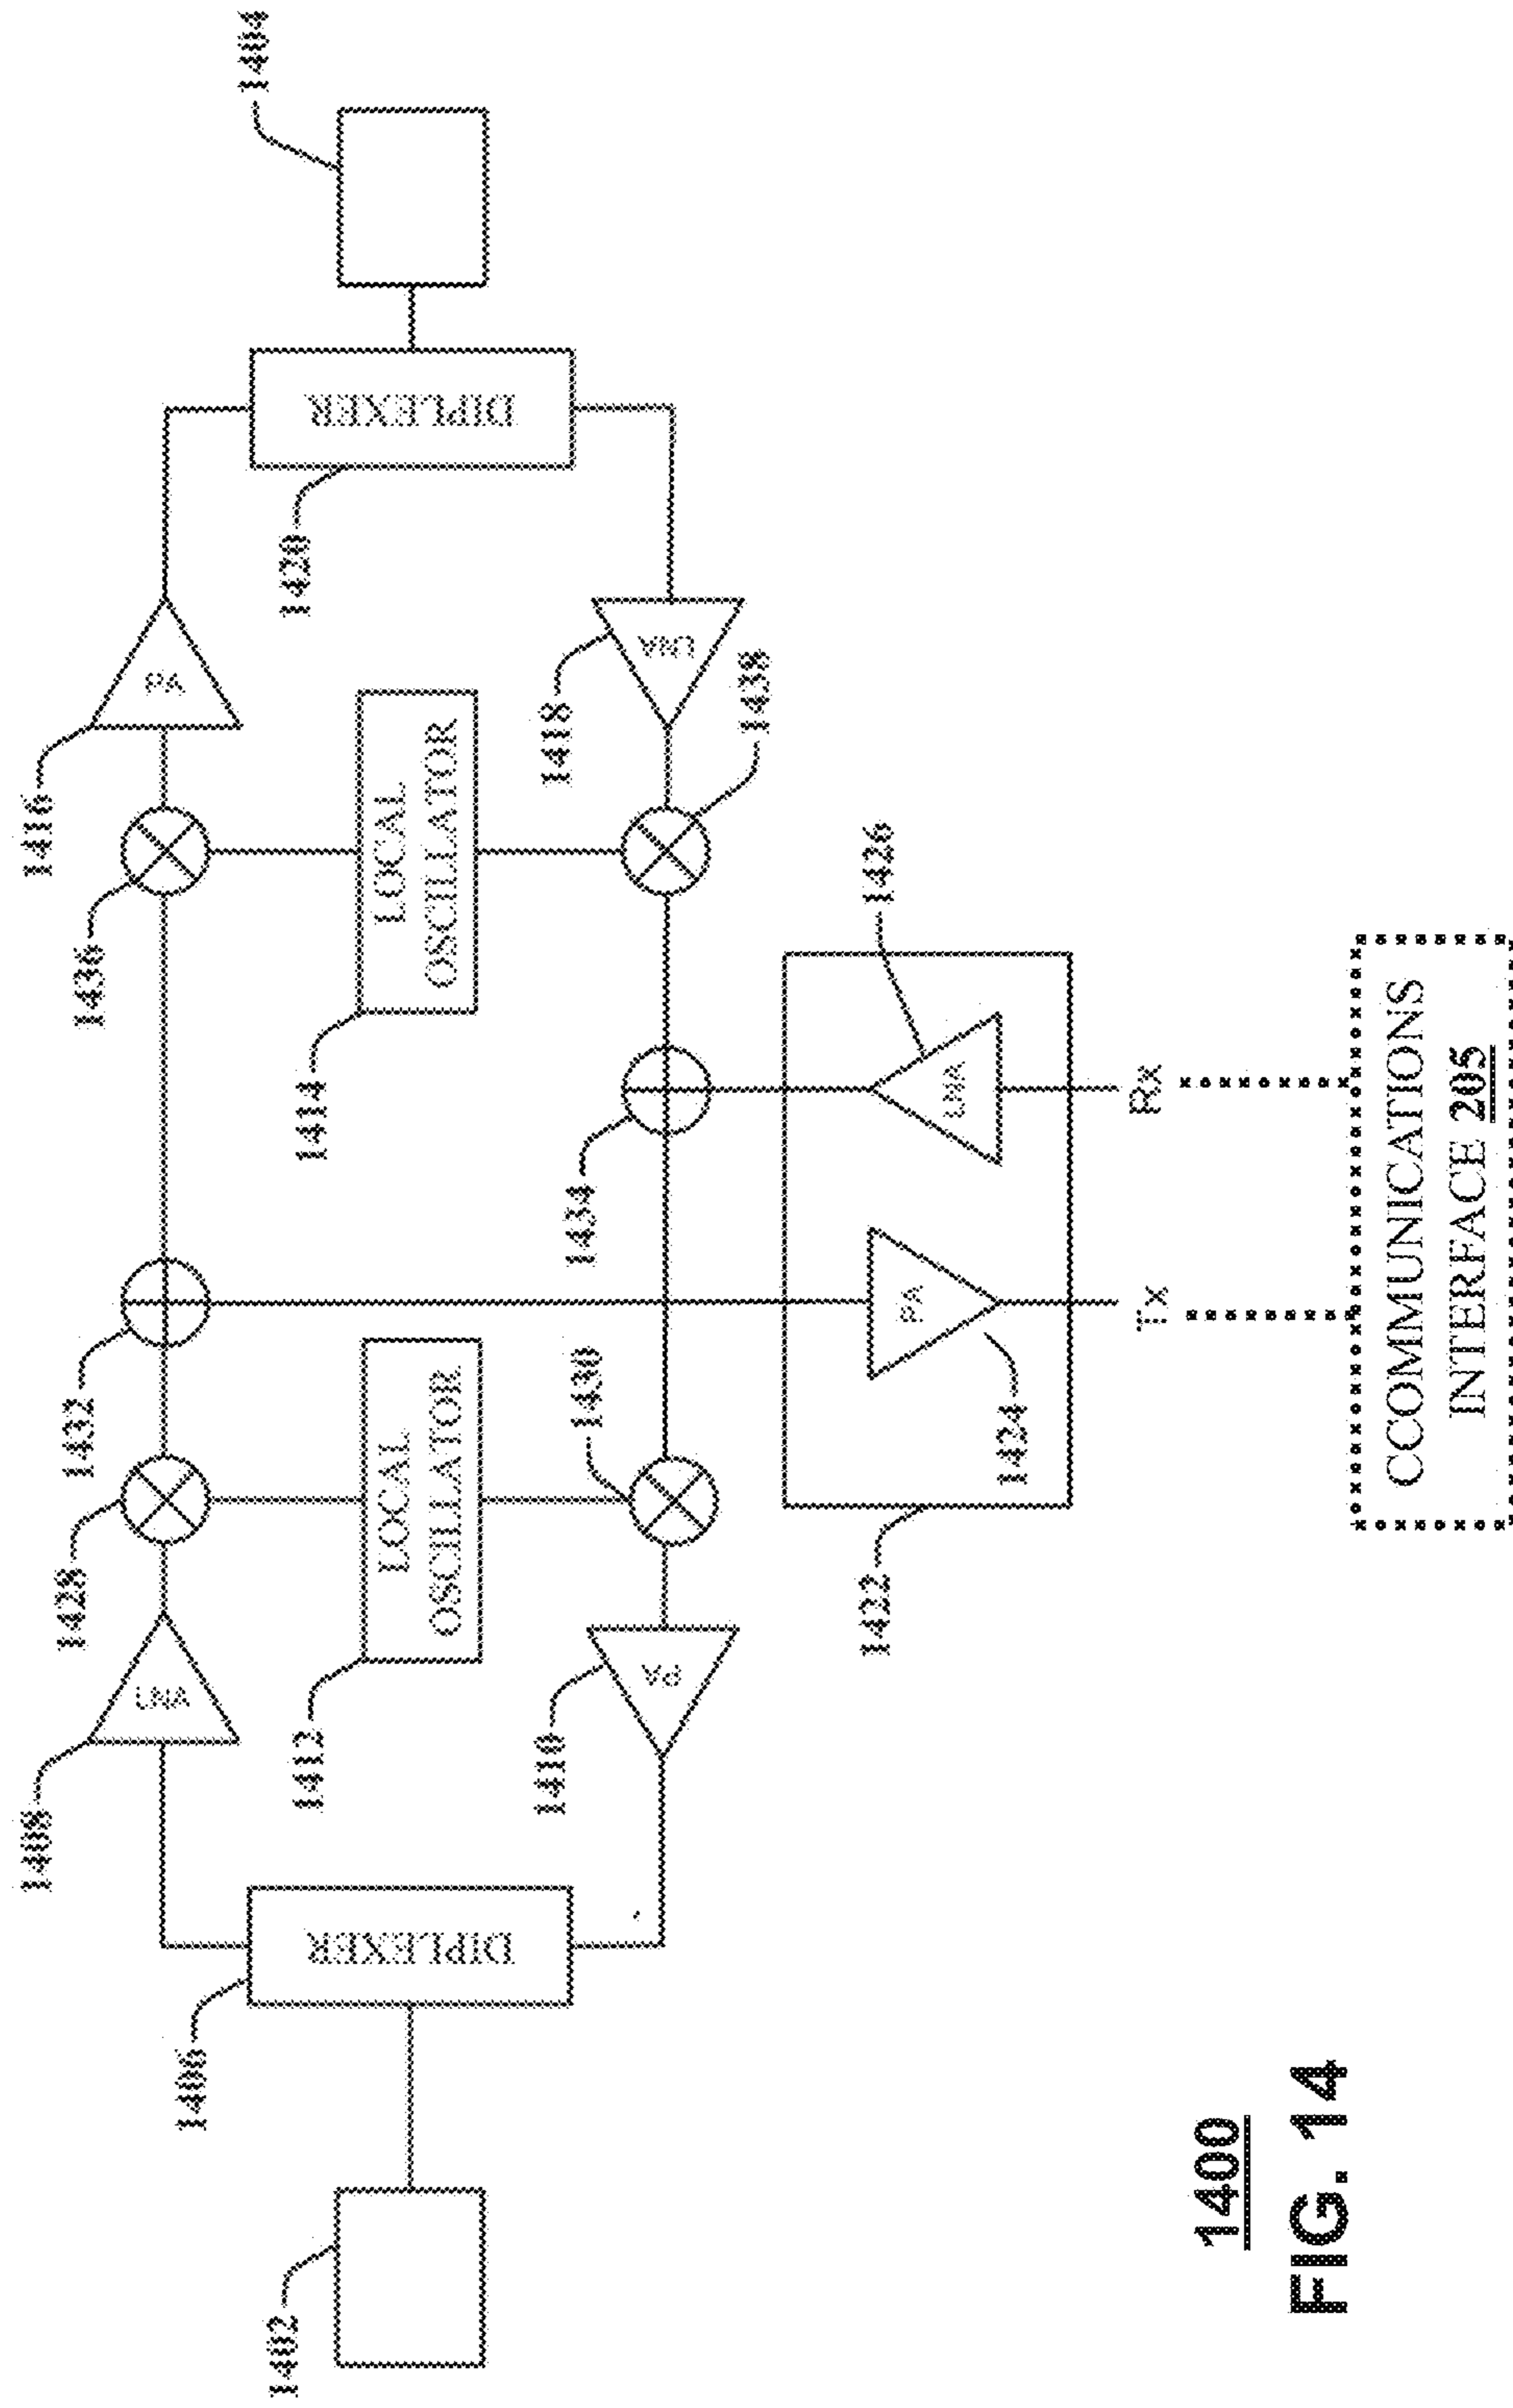 1404
1416
DIPLEXER
1420
PA
LNA
1418
1438
1436
LOCAL
OSCILLATOR
1414
1426
LNA
Rx
1434
1432
PA
Tx
CCOMMUNICATIONS
INTERFACE 205
1430
1424
1428
LOCAL
OSCILLATOR
1412
1422
LNA
1408
PA
1410
DIPLEXER
1406
1402
1400
FIG. 14